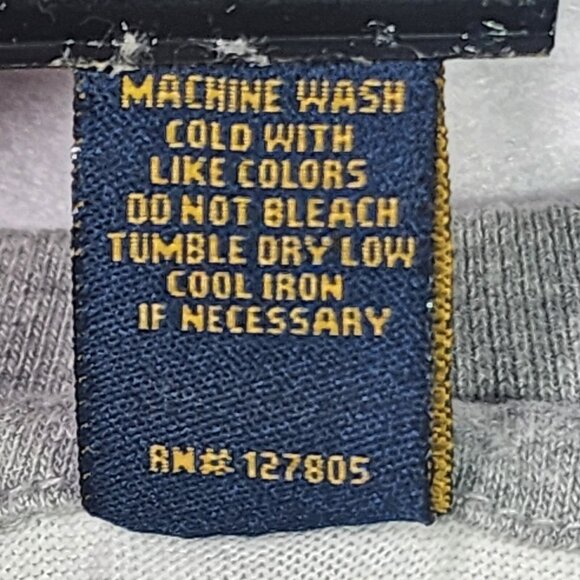 MACHINE WASH
COLD WITH
LIKE COLORS
DO NOT BLEACH
TUMBLE DRY LOW
COOL IRON
IF NECESSARY
RN# 127805